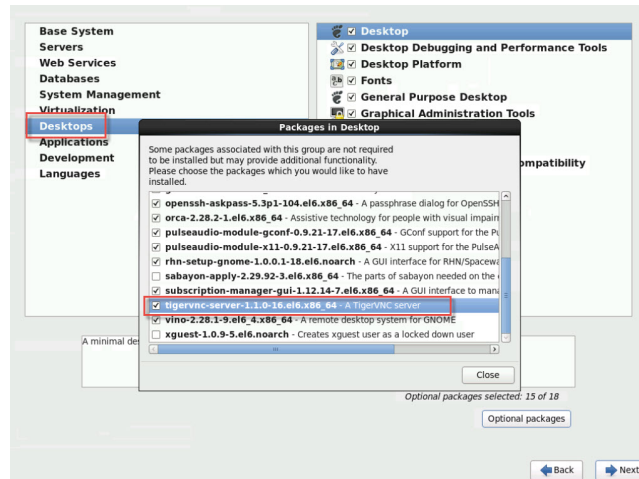 Base System
Servers
Web Services
Databases
System Management
Virtualization
Desktops
Applications
Development
Languages
Desktop
Desktop Debugging and Performance Tools
Desktop Platform
Fonts
General Purpose Desktop
Graphical Administration Tools
ompatibility
Packages in Desktop
Some packages associated with this group are not required
to be installed but may provide additional functionality.
Please choose the packages which you would like to have
installed.
openssh-askpass-5.3p1-104.el6.x86_64 - A passphrase dialog for OpenSSH
orca-2.28.2-1.el6.x86_64 - Assistive technology for people with visual impair
pulseaudio-module-gconf-0.9.21-17.el6.x86_64 - GConf support for the Pu
pulseaudio-module-x11-0.9.21-17.el6.x86_64 - X11 support for the PulseA
rhn-setup-gnome-1.0.0.1-18.el6.noarch - A GUI interface for RHN/Spacewa
sabayon-apply-2.29.92-3.el6.x86_64 - The parts of sabayon needed on the
subscription-manager-gui-1.12.14-7.el6.x86_64 - A GUI interface to mana
tigervnc-server-1.1.0-16.el6.x86_64 - A TigerVNC server
vino-2.28.1-9.el6_4.x86_64 - A remote desktop system for GNOME
xguest-1.0.9-5.el6.noarch - Creates xguest user as a locked down user
A minimal des
Close
Optional packages selected: 15 of 18
Optional packages
Back
Next